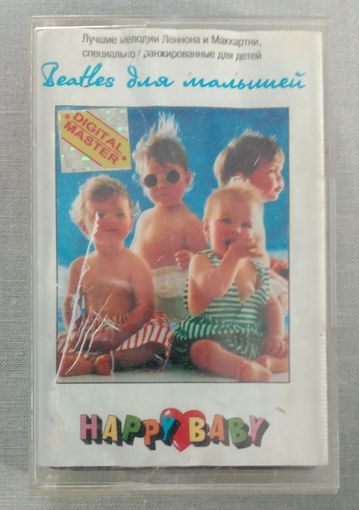 Лучшие мелодии Леннона и Маккартни,
специально аранжированные для детей
Beatles для малышей
DIGITAL
MASTER
HAPPY BABY